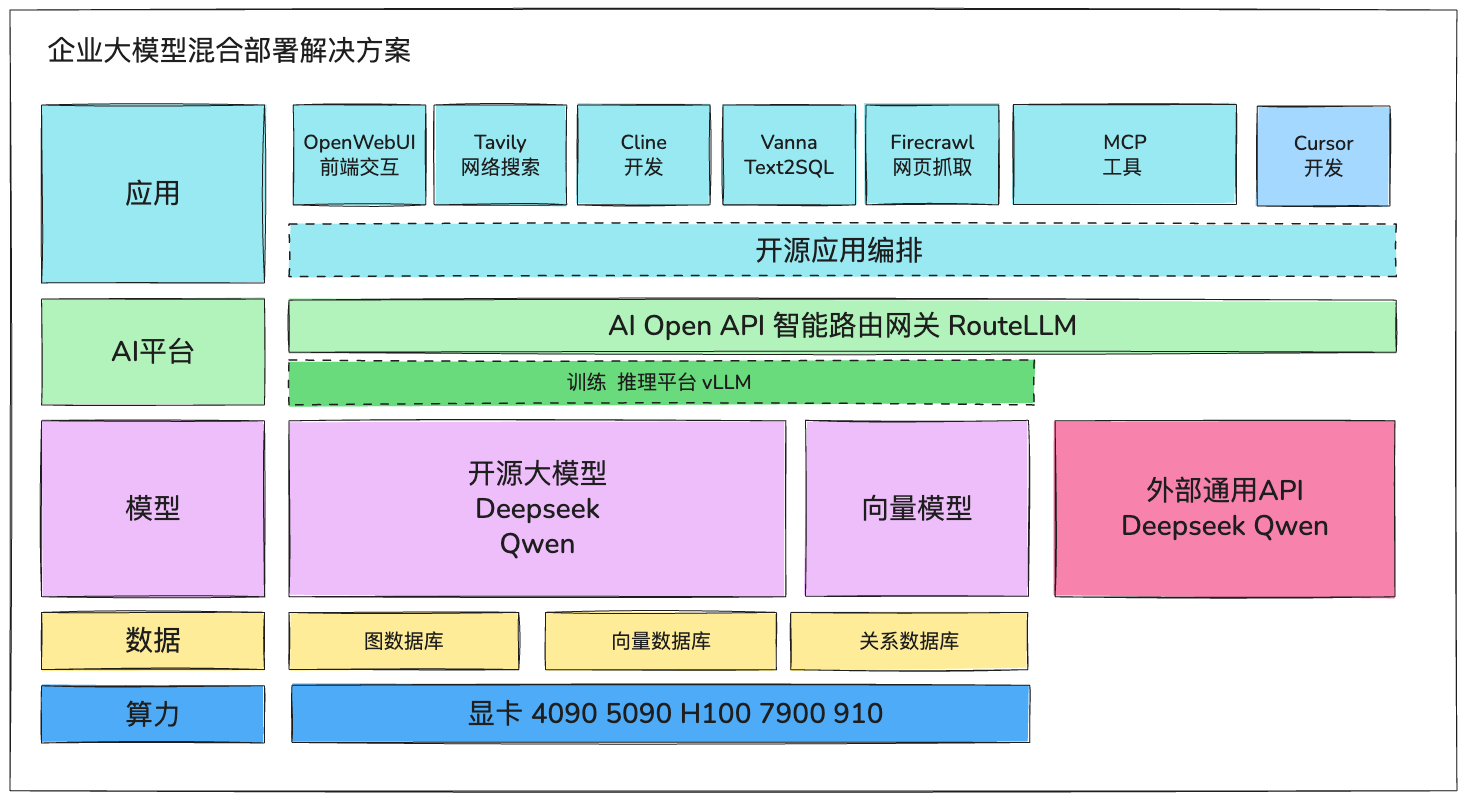 企业大模型混合部署解决方案
应用
OpenWebUI
前端交互
Tavily
网络搜索
Cline
开发
Vanna
Text2SQL
Firecrawl
网页抓取
MCP
工具
Cursor
开发
开源应用编排
AI平台
AI Open API 智能路由网关 RouteLLM
训练 推理平台 vLLM
模型
开源大模型
Deepseek
Qwen
向量模型
外部通用API
Deepseek Qwen
数据
图数据库
向量数据库
关系数据库
算力
显卡 4090 5090 H100 7900 910